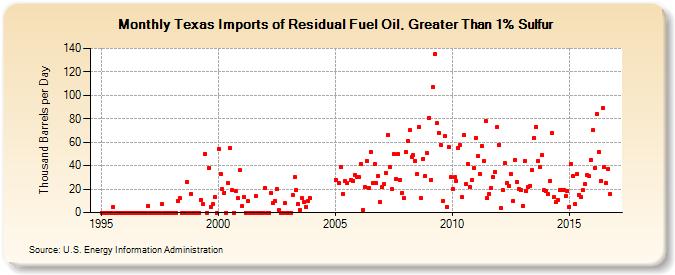 Monthly Texas Imports of Residual Fuel Oil, Greater Than 1% Sulfur
Thousand Barrels per Day
140
120
100
80
60
40
20
0
1995 2000 2005 2010 2015
Source: U.S. Energy Information Administration